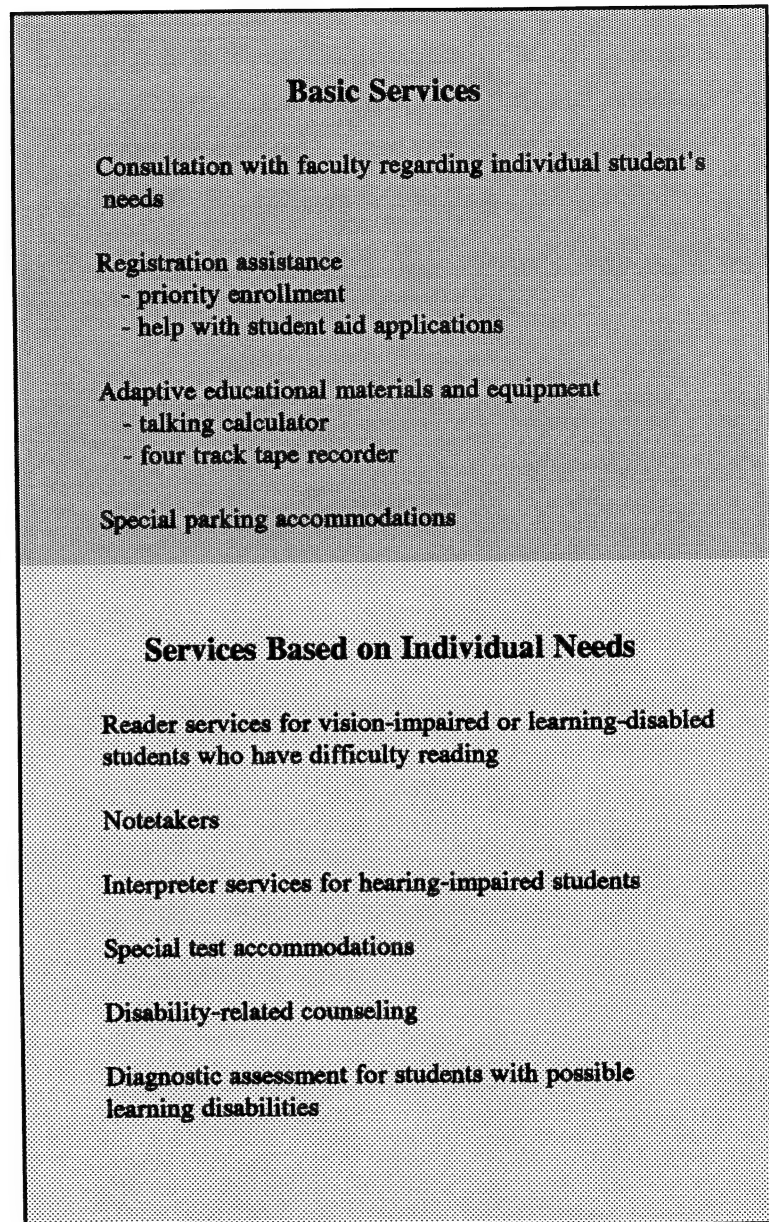 Basic Services
Consultation with faculty regarding individual student's
needs
Registration assistance
- priority enrollment
- help with student aid applications
Adaptive educational materials and equipment
- talking calculator
- four track tape recorder
Special parking accommodations
Services Based on Individual Needs
Reader services for vision-impaired or learning-disabled
students who have difficulty reading
Notetakers
Interpreter services for hearing-impaired students
Special test accommodations
Disability-related counseling
Diagnostic assessment for students with possible
learning disabilities